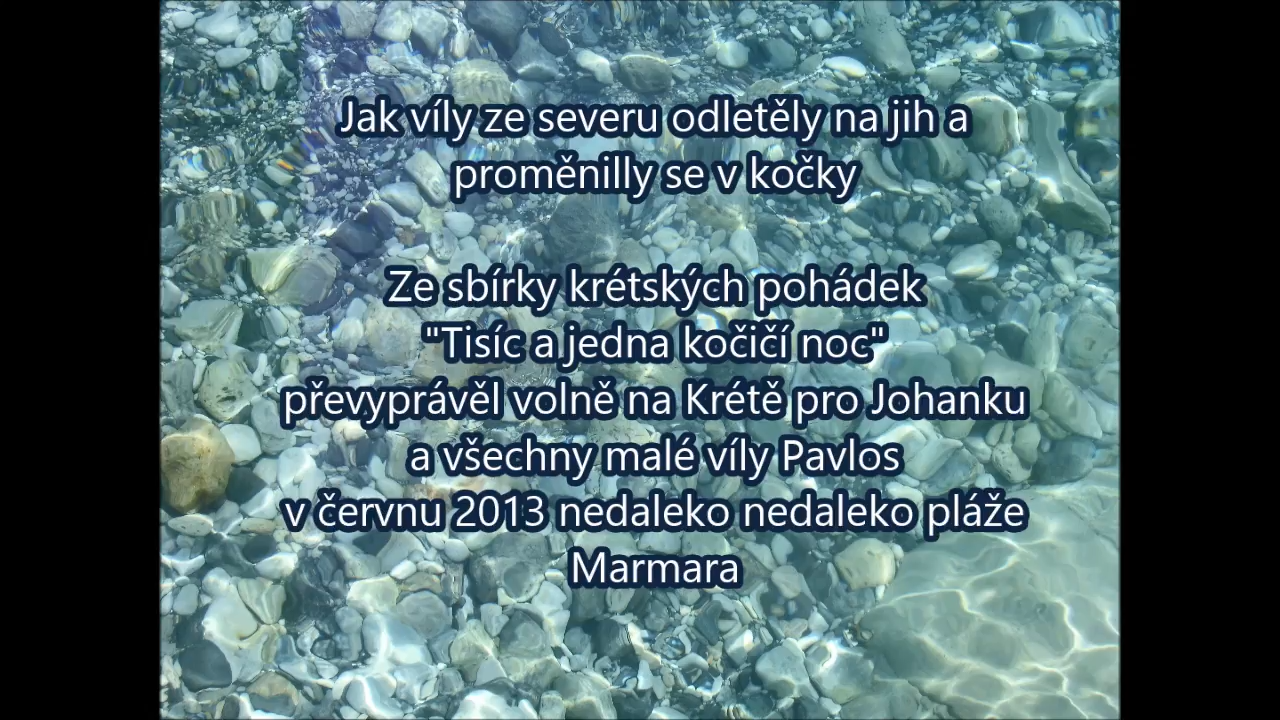 Jak víly ze severu odletěly na jih a
proměnilly se v kočky
Ze sbírky krétských pohádek
"Tisíc a jedna kočičí noc"
převyprávěl volně na Krétě pro Johanku
a všechny malé víly Pavlos
v červnu 2013 nedaleko nedaleko pláže
Marmara